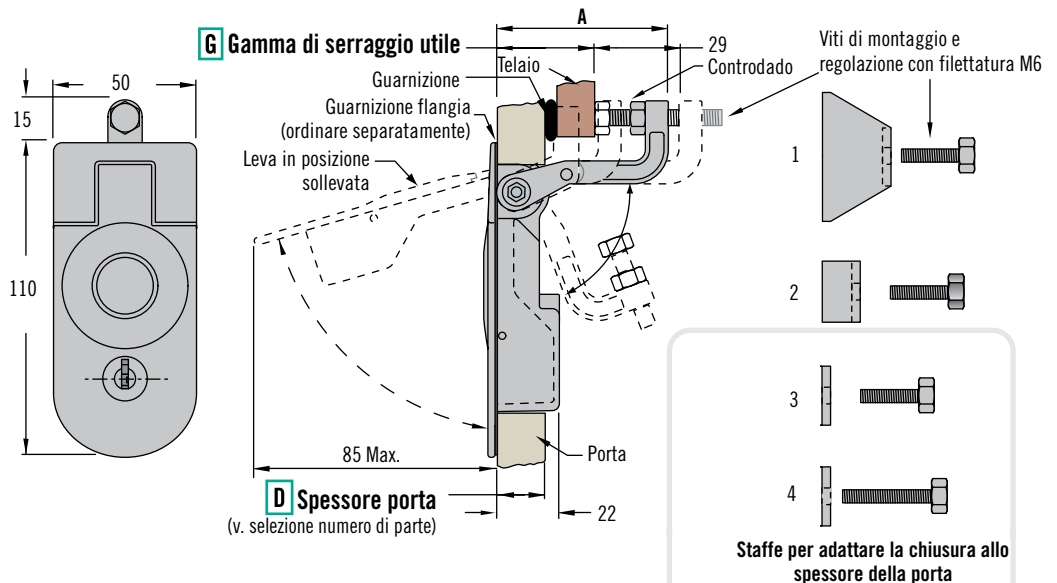 A
G Gamma di serraggio utile
29
Viti di montaggio e
regolazione con filettatura M6
Telaio
Controdado
50
Guarnizione
15
Guarnizione flangia
(ordinare separatamente)
Leva in posizione
sollevata
1
110
2
3
85 Max.
Porta
D Spessore porta
(v. selezione numero di parte)
22
4
Staffe per adattare la chiusura allo
spessore della porta